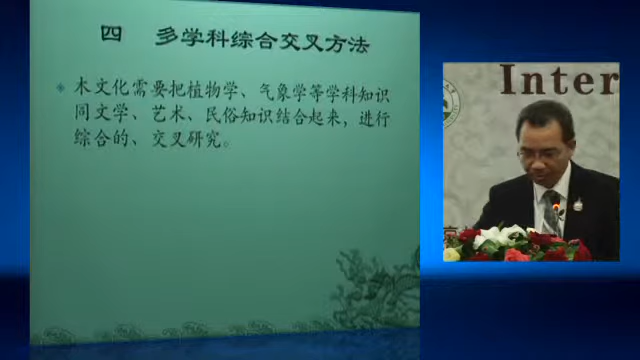 四 多学科综合交叉方法
木文化需要把植物学、气象学等学科知识
同文学、艺术、民俗知识结合起来，进行
综合的、交叉研究。
Inter